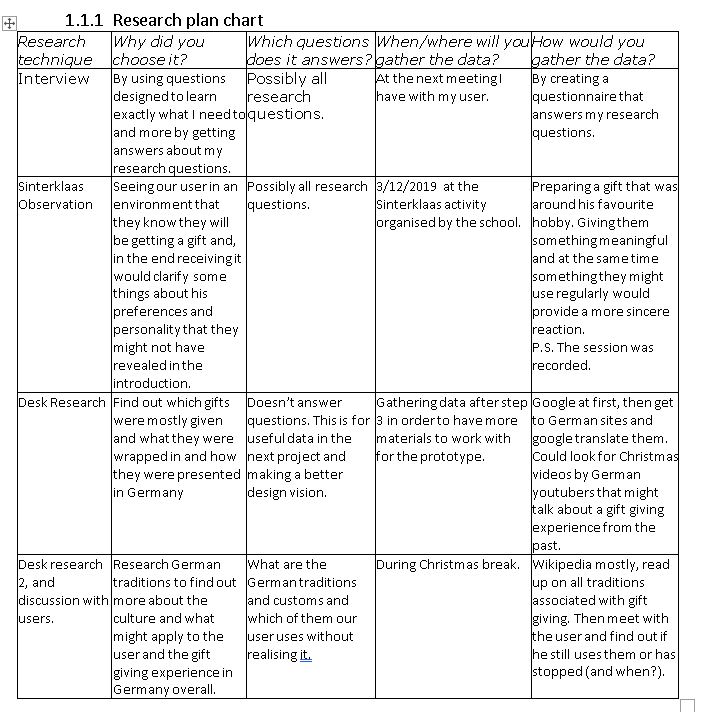 1.1.1 Research plan chart
Research technique
Why did you choose it?
Which questions does it answers?
When/where will you gather the data?
How would you gather the data?
Interview
By using questions
designed to learn
exactly what I need to
and more by getting
answers about my
research questions.
Possibly all
research
questions.
At the next meeting I
have with my user.
By creating a
questionnaire that
answers my research
questions.
Sinterklaas
Observation
Seeing our user in an
environment that
they know they will
be getting a gift and,
in the end receiving it
would clarify some
things about his
preferences and
personality that they
might not have
revealed in the
introduction.
Possibly all research
questions.
3/12/2019 at the
Sinterklaas activity
organised by the school.
Preparing a gift that was
around his favourite
hobby. Giving them
something meaningful
and at the same time
something they might
use regularly would
provide a more sincere
reaction.
P.S. The session was
recorded.
Desk Research
Find out which gifts
were mostly given
and what they were
wrapped in and how
they were presented
in Germany
Doesn't answer
questions. This is for
useful data in the
next project and
making a better
design vision.
Gathering data after step
3 in order to have more
materials to work with
for the prototype.
Google at first, then get
to German sites and
google translate them.
Could look for Christmas
videos by German
youtubers that might
talk about a gift giving
experience from the
past.
Desk research
2, and
discussion with
users.
Research German
traditions to find out
more about the
culture and what
might apply to the
user and the gift
giving experience in
Germany overall.
What are the
German traditions
and customs and
which of them our
user uses without
realising it.
During Christmas break.
Wikipedia mostly, read
up on all traditions
associated with gift
giving. Then meet with
the user and find out if
he still uses them or has
stopped (and when?).